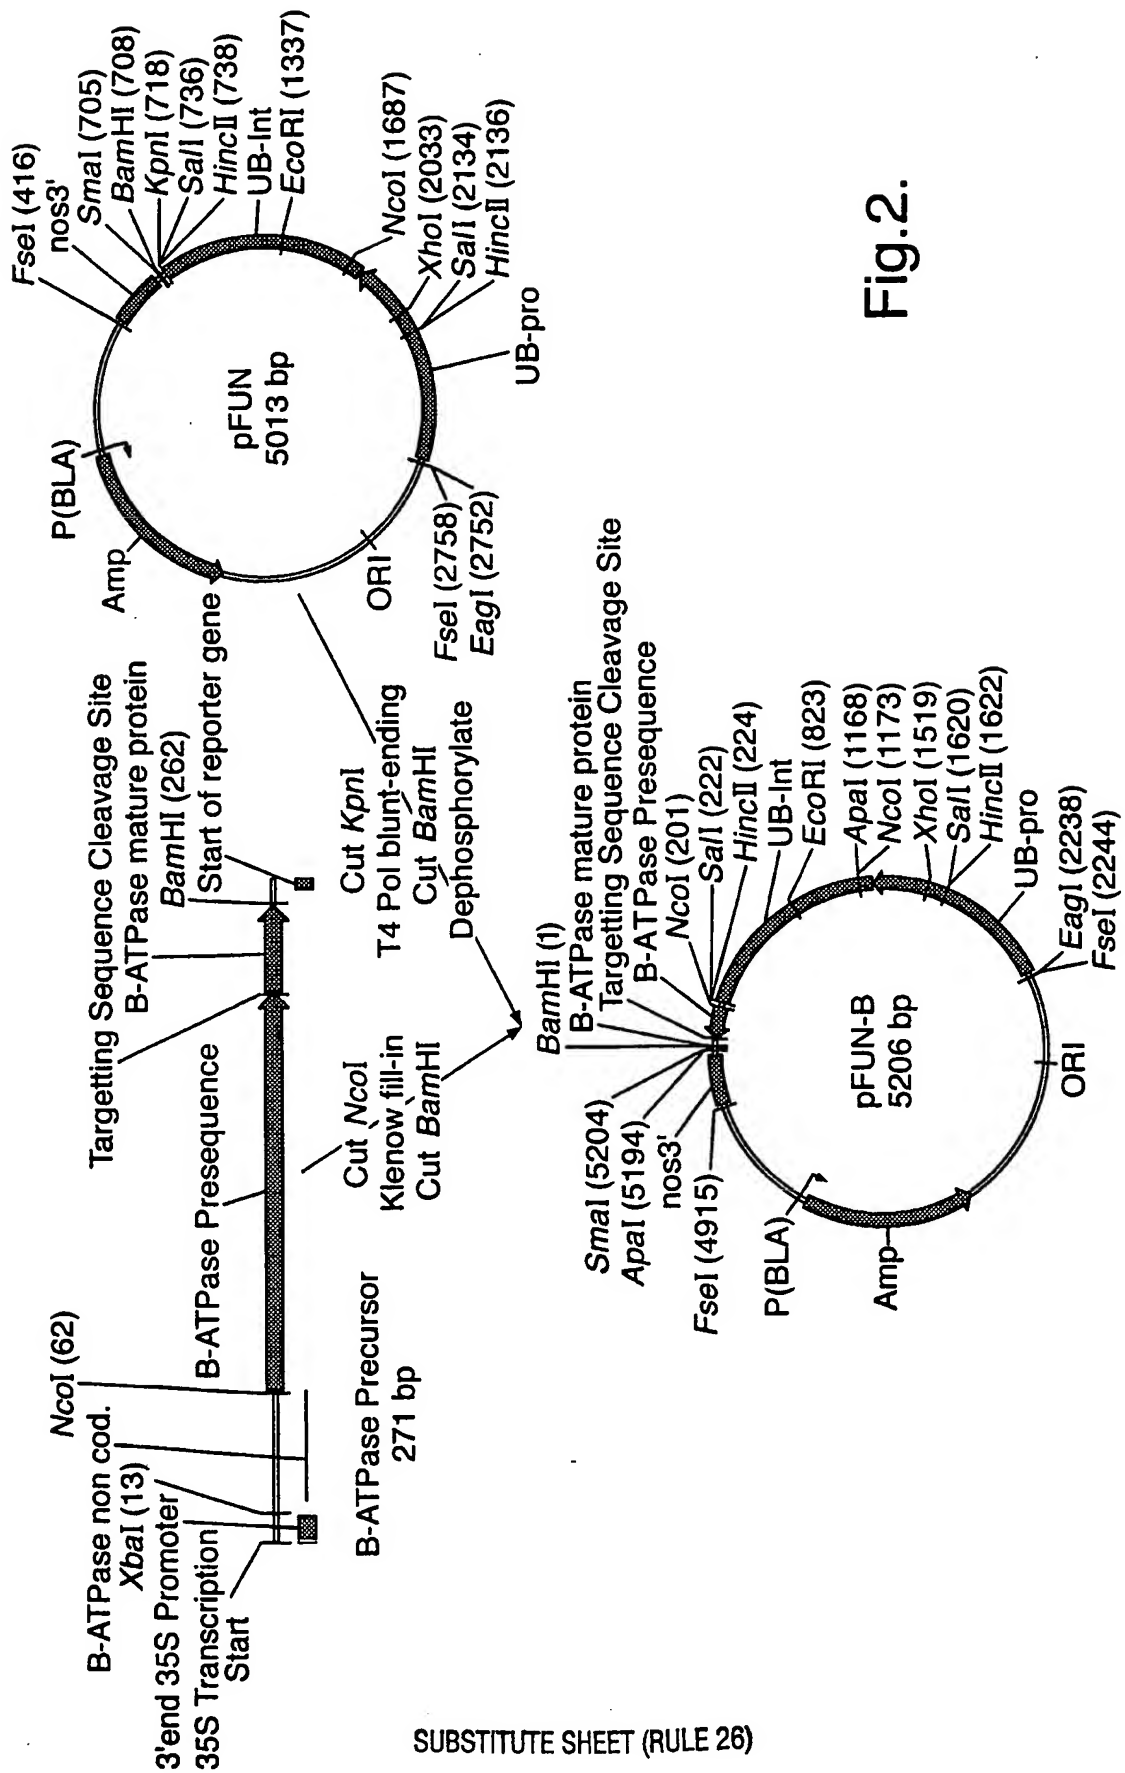 NcoI (62)
B-ATPase non cod.
XbaI (13)
3'end 35S Promoter
35S Transcription
Start
B-ATPase Presequence
Targetting Sequence Cleavage Site
B-ATPase mature protein
BamHI (262)
Start of reporter gene
B-ATPase Precursor
271 bp
Cut NcoI
Klenow fill-in
Cut BamHI
Cut KpnI
T4 Pol blunt-ending
Cut BamHI
Dephosphorylate
FseI (416)
nos3'
SmaI (705)
BamHI (708)
KpnI (718)
SalI (736)
HincII (738)
UB-Int
EcoRI (1337)
NcoI (1687)
XhoI (2033)
SalI (2134)
HincII (2136)
UB-pro
FseI (2758)
EagI (2752)
ORI
Amp
P(BLA)
pFUN
5013 bp
BamHI (1)
B-ATPase mature protein
Targetting Sequence Cleavage Site
B-ATPase Presequence
NcoI (201)
SalI (222)
HincII (224)
UB-Int
EcoRI (823)
ApaI (1168)
NcoI (1173)
XhoI (1519)
SalI (1620)
HincII (1622)
UB-pro
EagI (2238)
FseI (2244)
ORI
Amp
P(BLA)
FseI (4915)
nos3'
ApaI (5194)
SmaI (5204)
pFUN-B
5206 bp
Fig.2.
SUBSTITUTE SHEET (RULE 26)